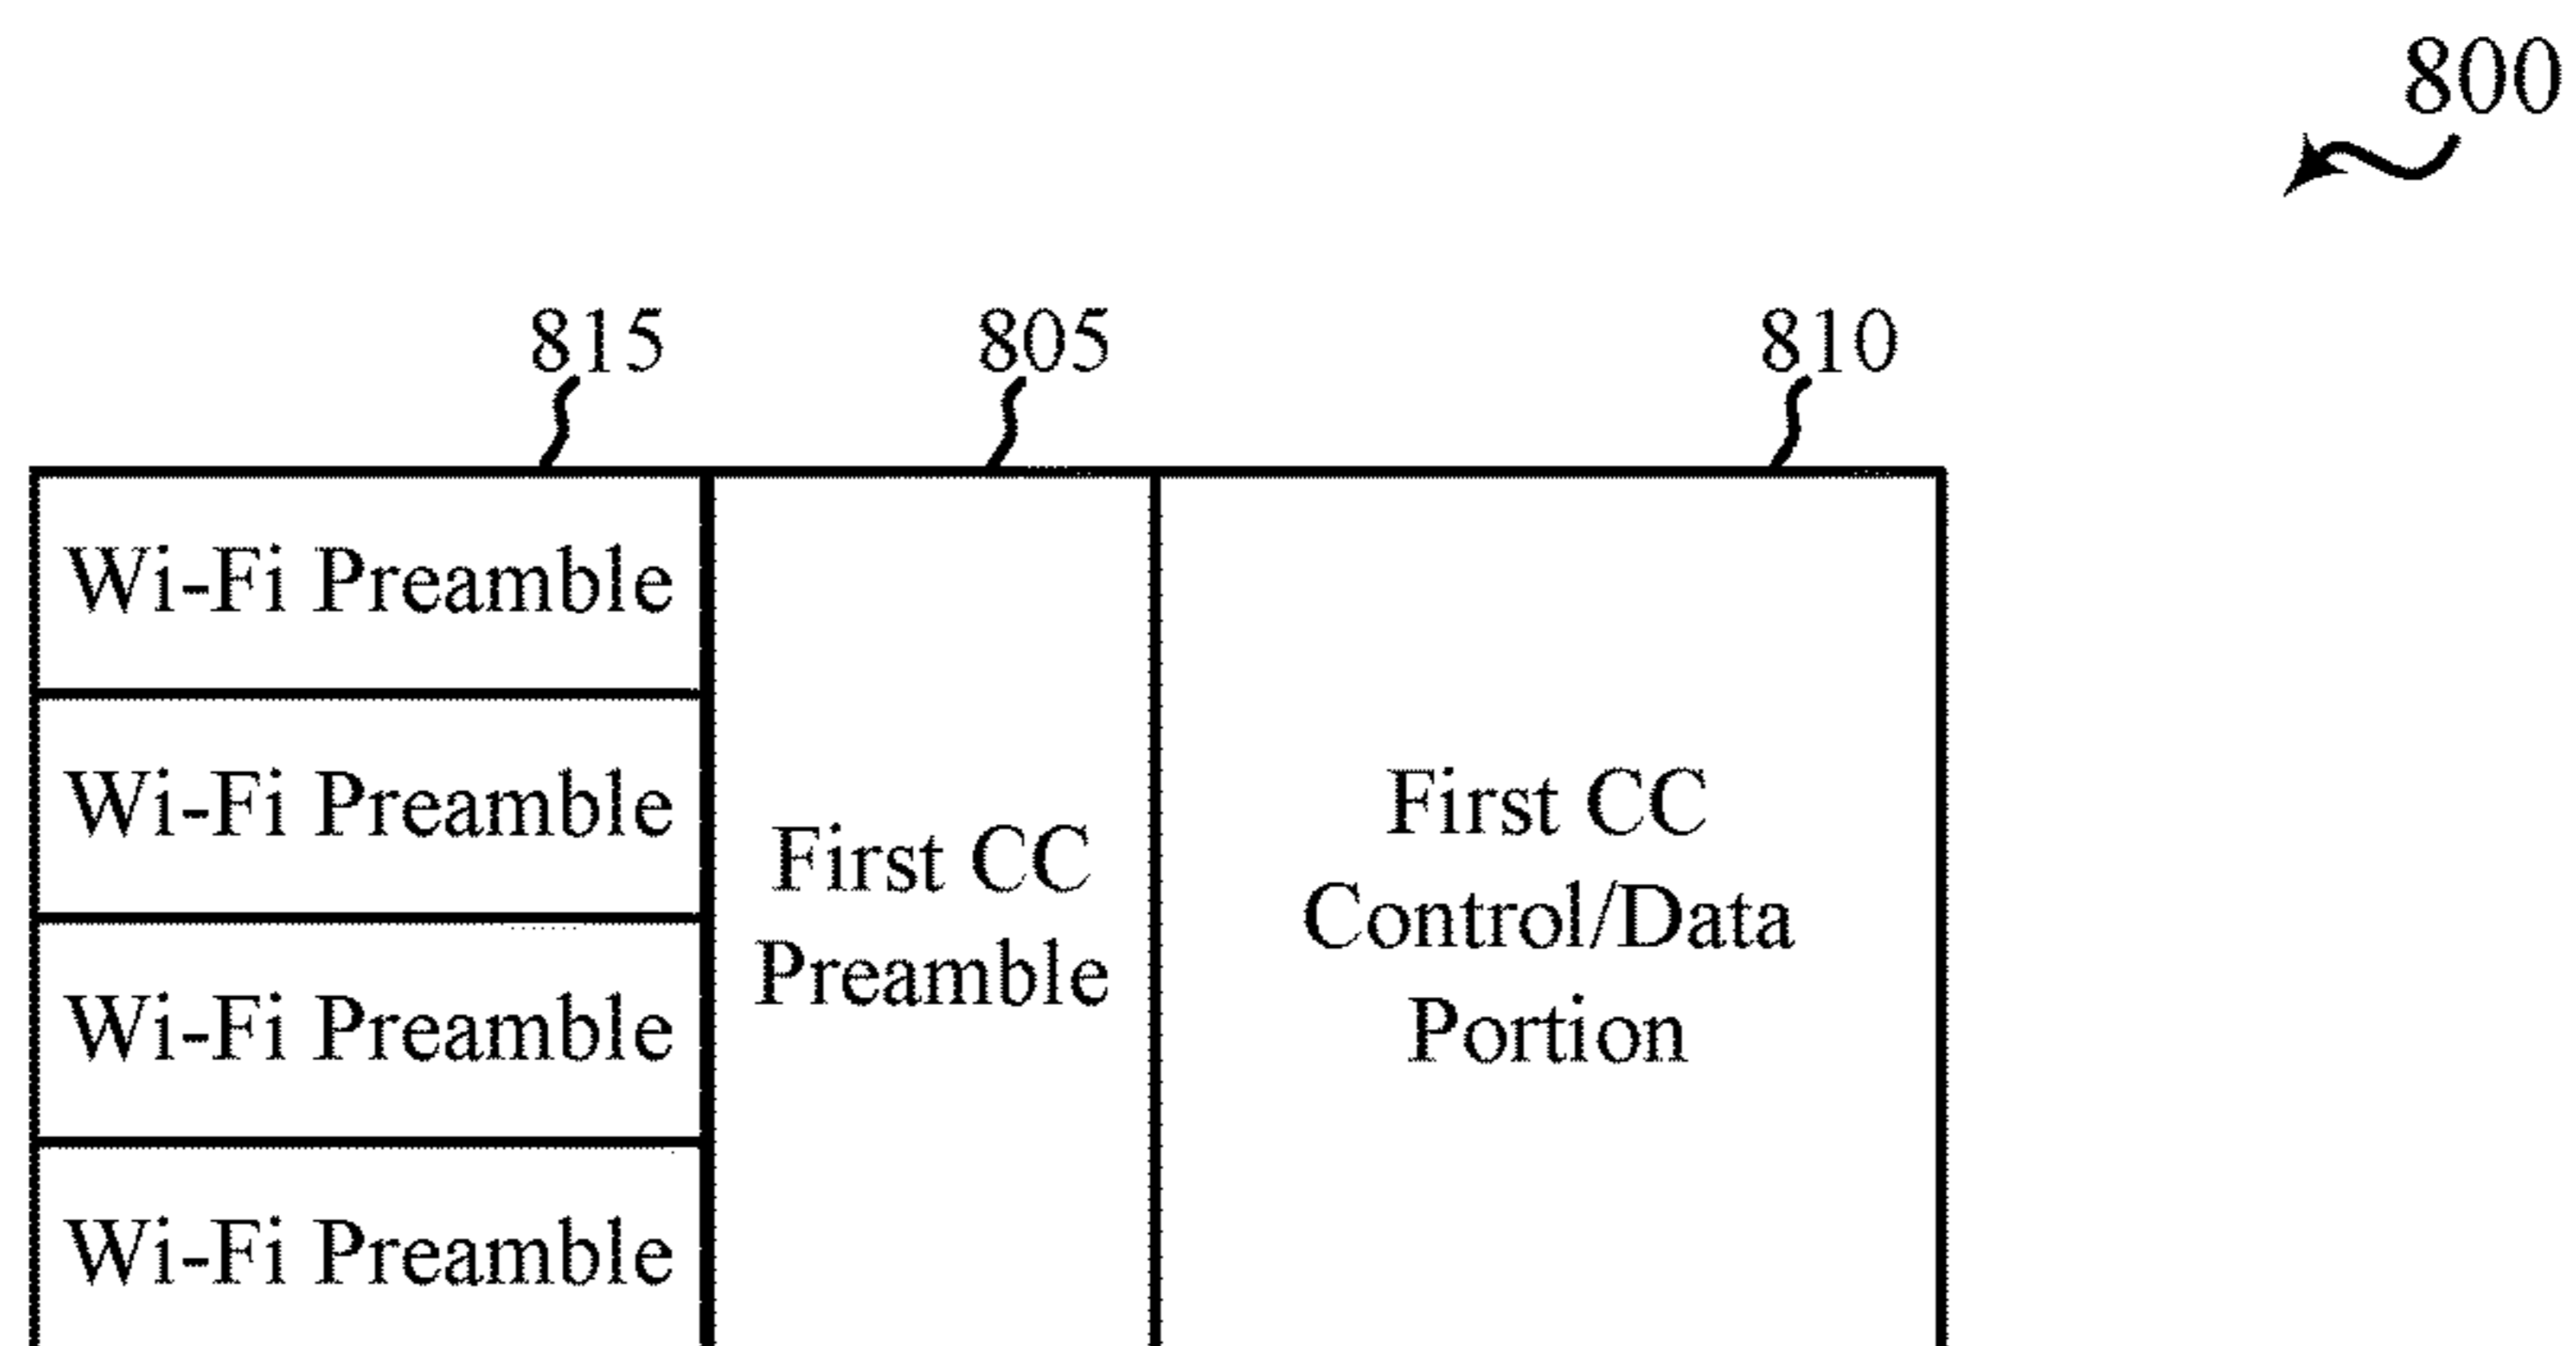 800
815
805
810
Wi-Fi Preamble
Wi-Fi Preamble
Wi-Fi Preamble
Wi-Fi Preamble
First CC
Preamble
First CC
Control/Data
Portion